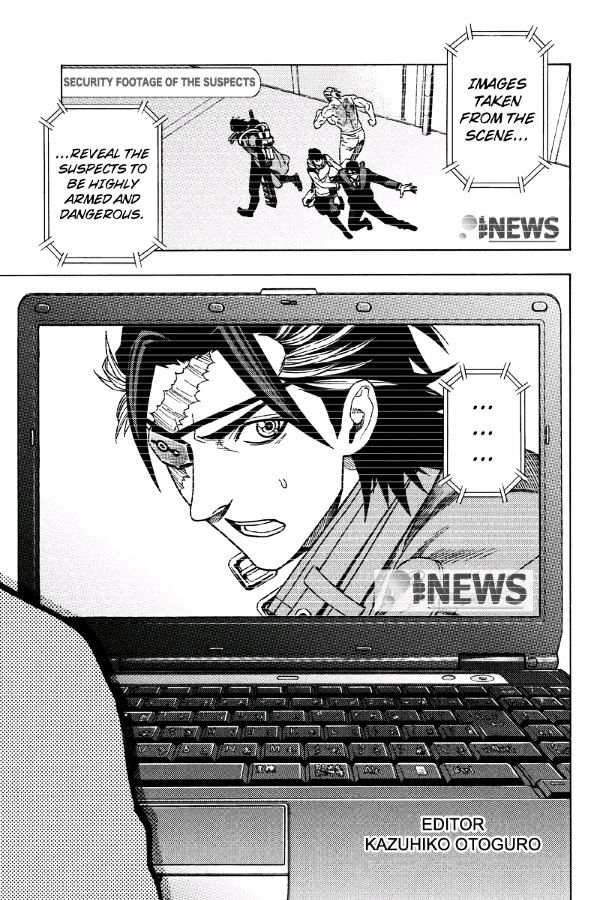 SECURITY FOOTAGE OF THE SUSPECTS
IMAGES
TAKEN
FROM THE
SCENE...
...REVEAL THE
SUSPECTS TO
BE HIGHLY
ARMED AND
DANGEROUS.
NEWS
...
...
...
NEWS
EDITOR
KAZUHIKO OTOGURO